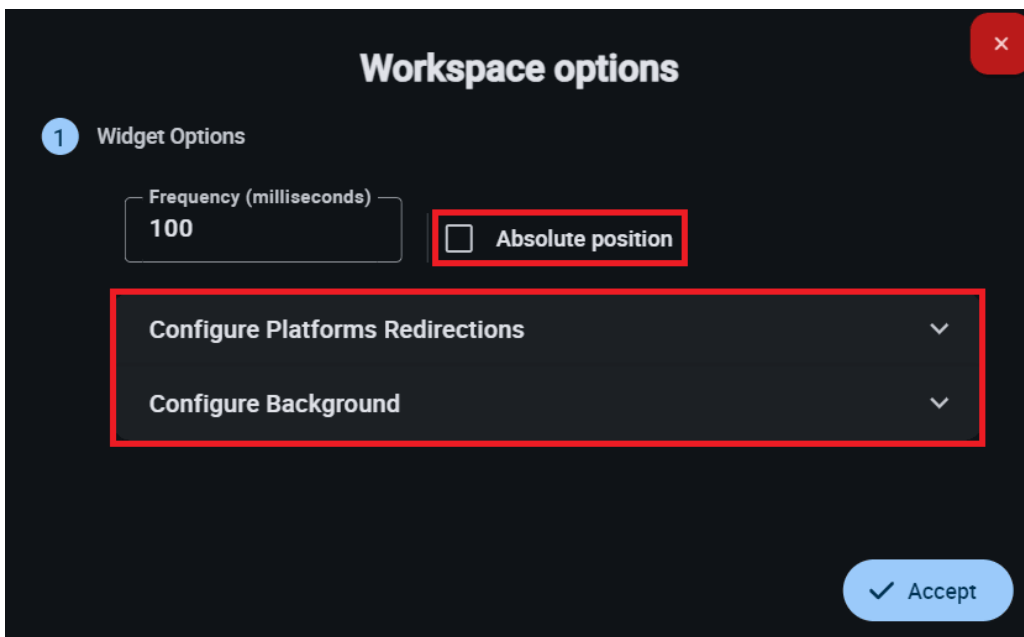 Workspace options
1 Widget Options
Frequency (milliseconds)
100
Absolute position
Configure Platforms Redirections
Configure Background
Accept